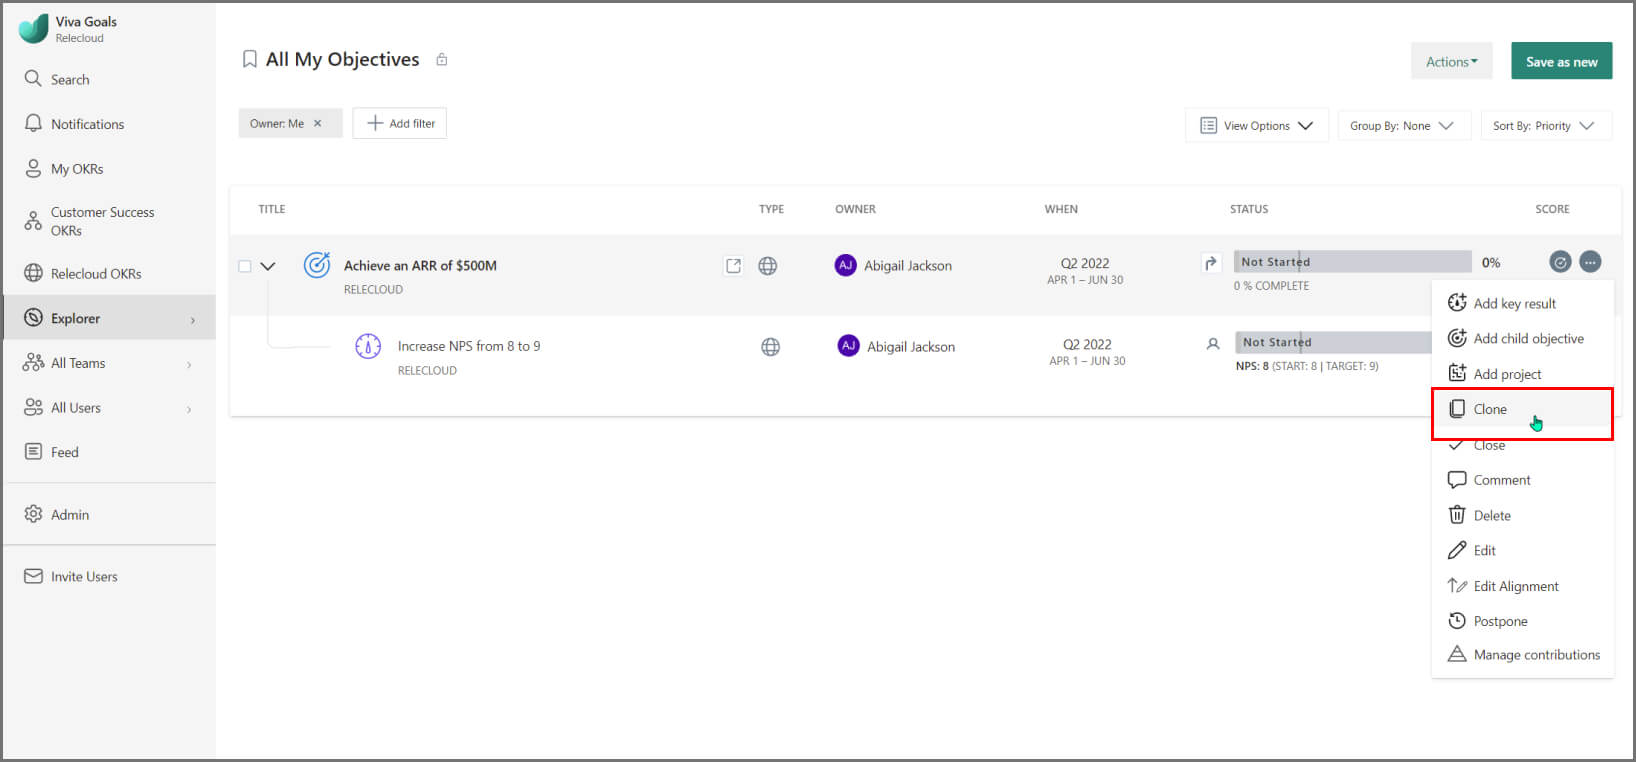 Viva Goals
Relecloud
Search
Notifications
My OKRs
Customer Success
OKRs
Relecloud OKRs
Explorer
All Teams
All Users
Feed
Admin
Invite Users
All My Objectives
Actions
Save as new
Owner: Me
Add filter
View Options
Group By: None
Sort By: Priority
TITLE TYPE OWNER WHEN STATUS SCORE
Achieve an ARR of $500M
RELECLOUD
AJ Abigail Jackson
Q2 2022
APR 1 – JUN 30
Not Started
0%
0 % COMPLETE
Increase NPS from 8 to 9
RELECLOUD
AJ Abigail Jackson
Q2 2022
APR 1 – JUN 30
Not Started
NPS: 8 (START: 8 | TARGET: 9)
Add key result
Add child objective
Add project
Clone
Close
Comment
Delete
Edit
Edit Alignment
Postpone
Manage contributions